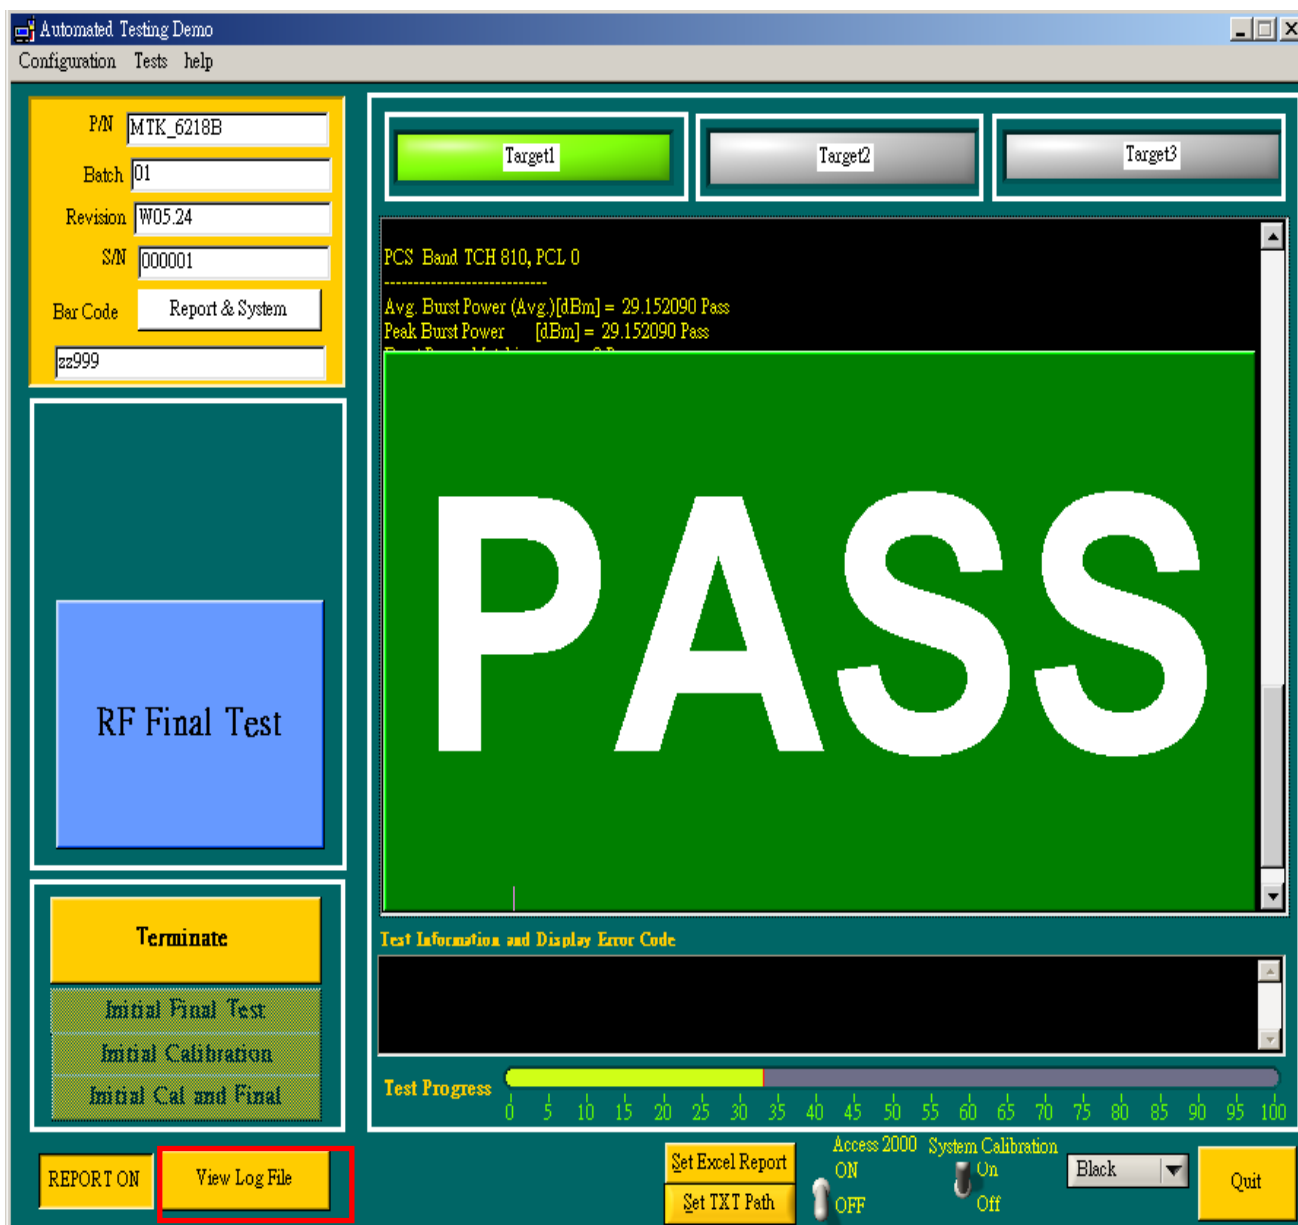 Automated Testing Demo
Configuration Tests help
P/N MTK_6218B
Batch 01
Revision W05.24
S/N 000001
Bar Code Report & System
zz999
Target1
Target2
Target3
PCS Band TCH 810, PCL 0
----------------------------
Avg. Burst Power (Avg.)[dBm] = 29.152090 Pass
Peak Burst Power [dBm] = 29.152090 Pass
PASS
RF Final Test
Terminate
Initial Final Test
Initial Calibration
Initial Cal and Final
Test Information and Display Error Code
Test Progress
0 5 10 15 20 25 30 35 40 45 50 55 60 65 70 75 80 85 90 95 100
REPORT ON
View Log File
Set Excel Report
Set TXT Path
Access 2000
ON
OFF
System Calibration
On
Off
Black
Quit